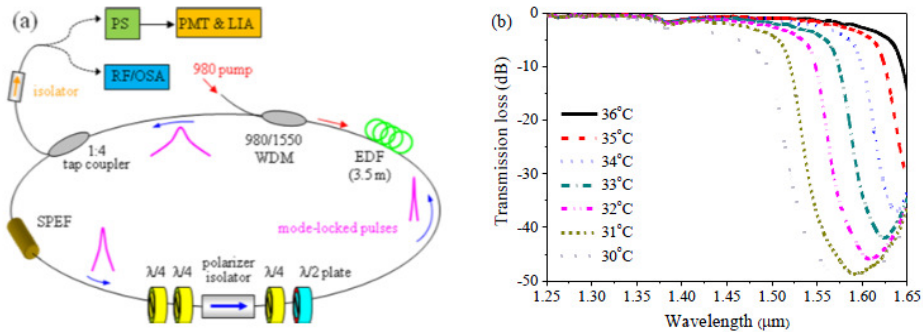 (a)
PS
PMT & LIA
RF/OSA
isolator
980 pump
1:4
tap coupler
980/1550
WDM
EDF
(3.5 m)
SPEF
mode-locked pulses
λ/4 λ/4
polarizer
isolator
λ/4
λ/2 plate
(b)
Transmission loss (dB)
0
-10
-20
-30
-40
-50
36°C
35°C
34°C
33°C
32°C
31°C
30°C
1.25 1.30 1.35 1.40 1.45 1.50 1.55 1.60 1.65
Wavelength (μm)